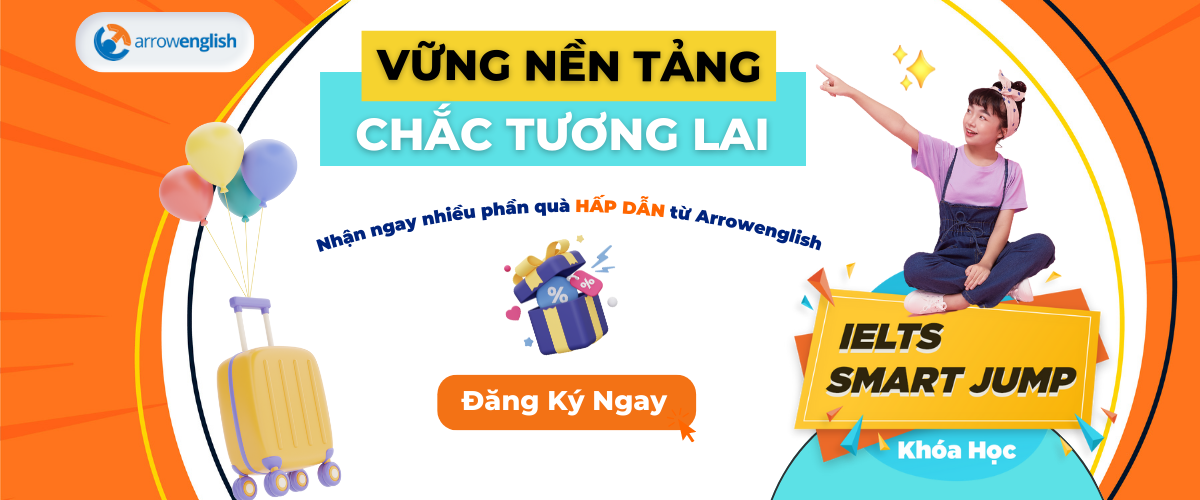 arrowenglish
VỮNG NỀN TẢNG
CHẮC TƯƠNG LAI
Nhận ngay nhiều phần quà HẤP DẪN từ Arrowenglish
%
%
Đăng Ký Ngay
IELTS
SMART JUMP
Khóa Học